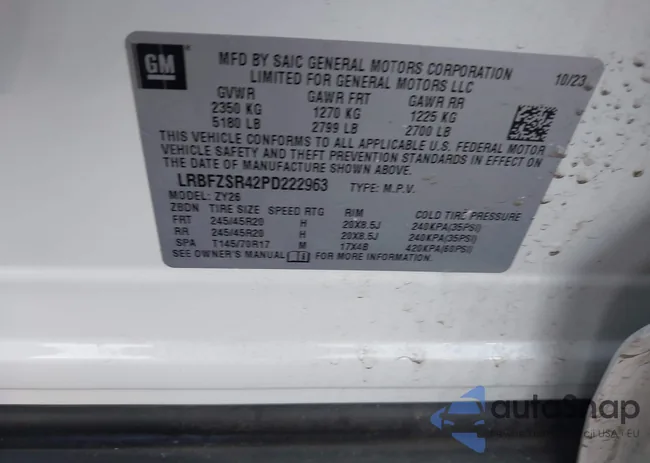 GM
MFD BY SAIC GENERAL MOTORS CORPORATION 10/23
LIMITED FOR GENERAL MOTORS LLC
GVWR GAWR FRT GAWR RR
2350 KG 1270 KG 1225 KG
5180 LB 2799 LB 2700 LB
THIS VEHICLE CONFORMS TO ALL APPLICABLE U.S. FEDERAL MOTOR
VEHICLE SAFETY AND THEFT PREVENTION STANDARDS IN EFFECT ON
THE DATE OF MANUFACTURE SHOWN ABOVE.
LRBFZSR42PD222963 TYPE: M.P.V.
MODEL: ZY26
ZBDN TIRE SIZE SPEED RTG RIM COLD TIRE PRESSURE
FRT 245/45R20 H 20X8.5J 240KPA(35PSI)
RR 245/45R20 H 20X8.5J 240KPA(35PSI)
SPA T145/70R17 M 17X4B 420KPA(60PSI)
SEE OWNER'S MANUAL FOR MORE INFORMATION.
autoSnap
USA - EU